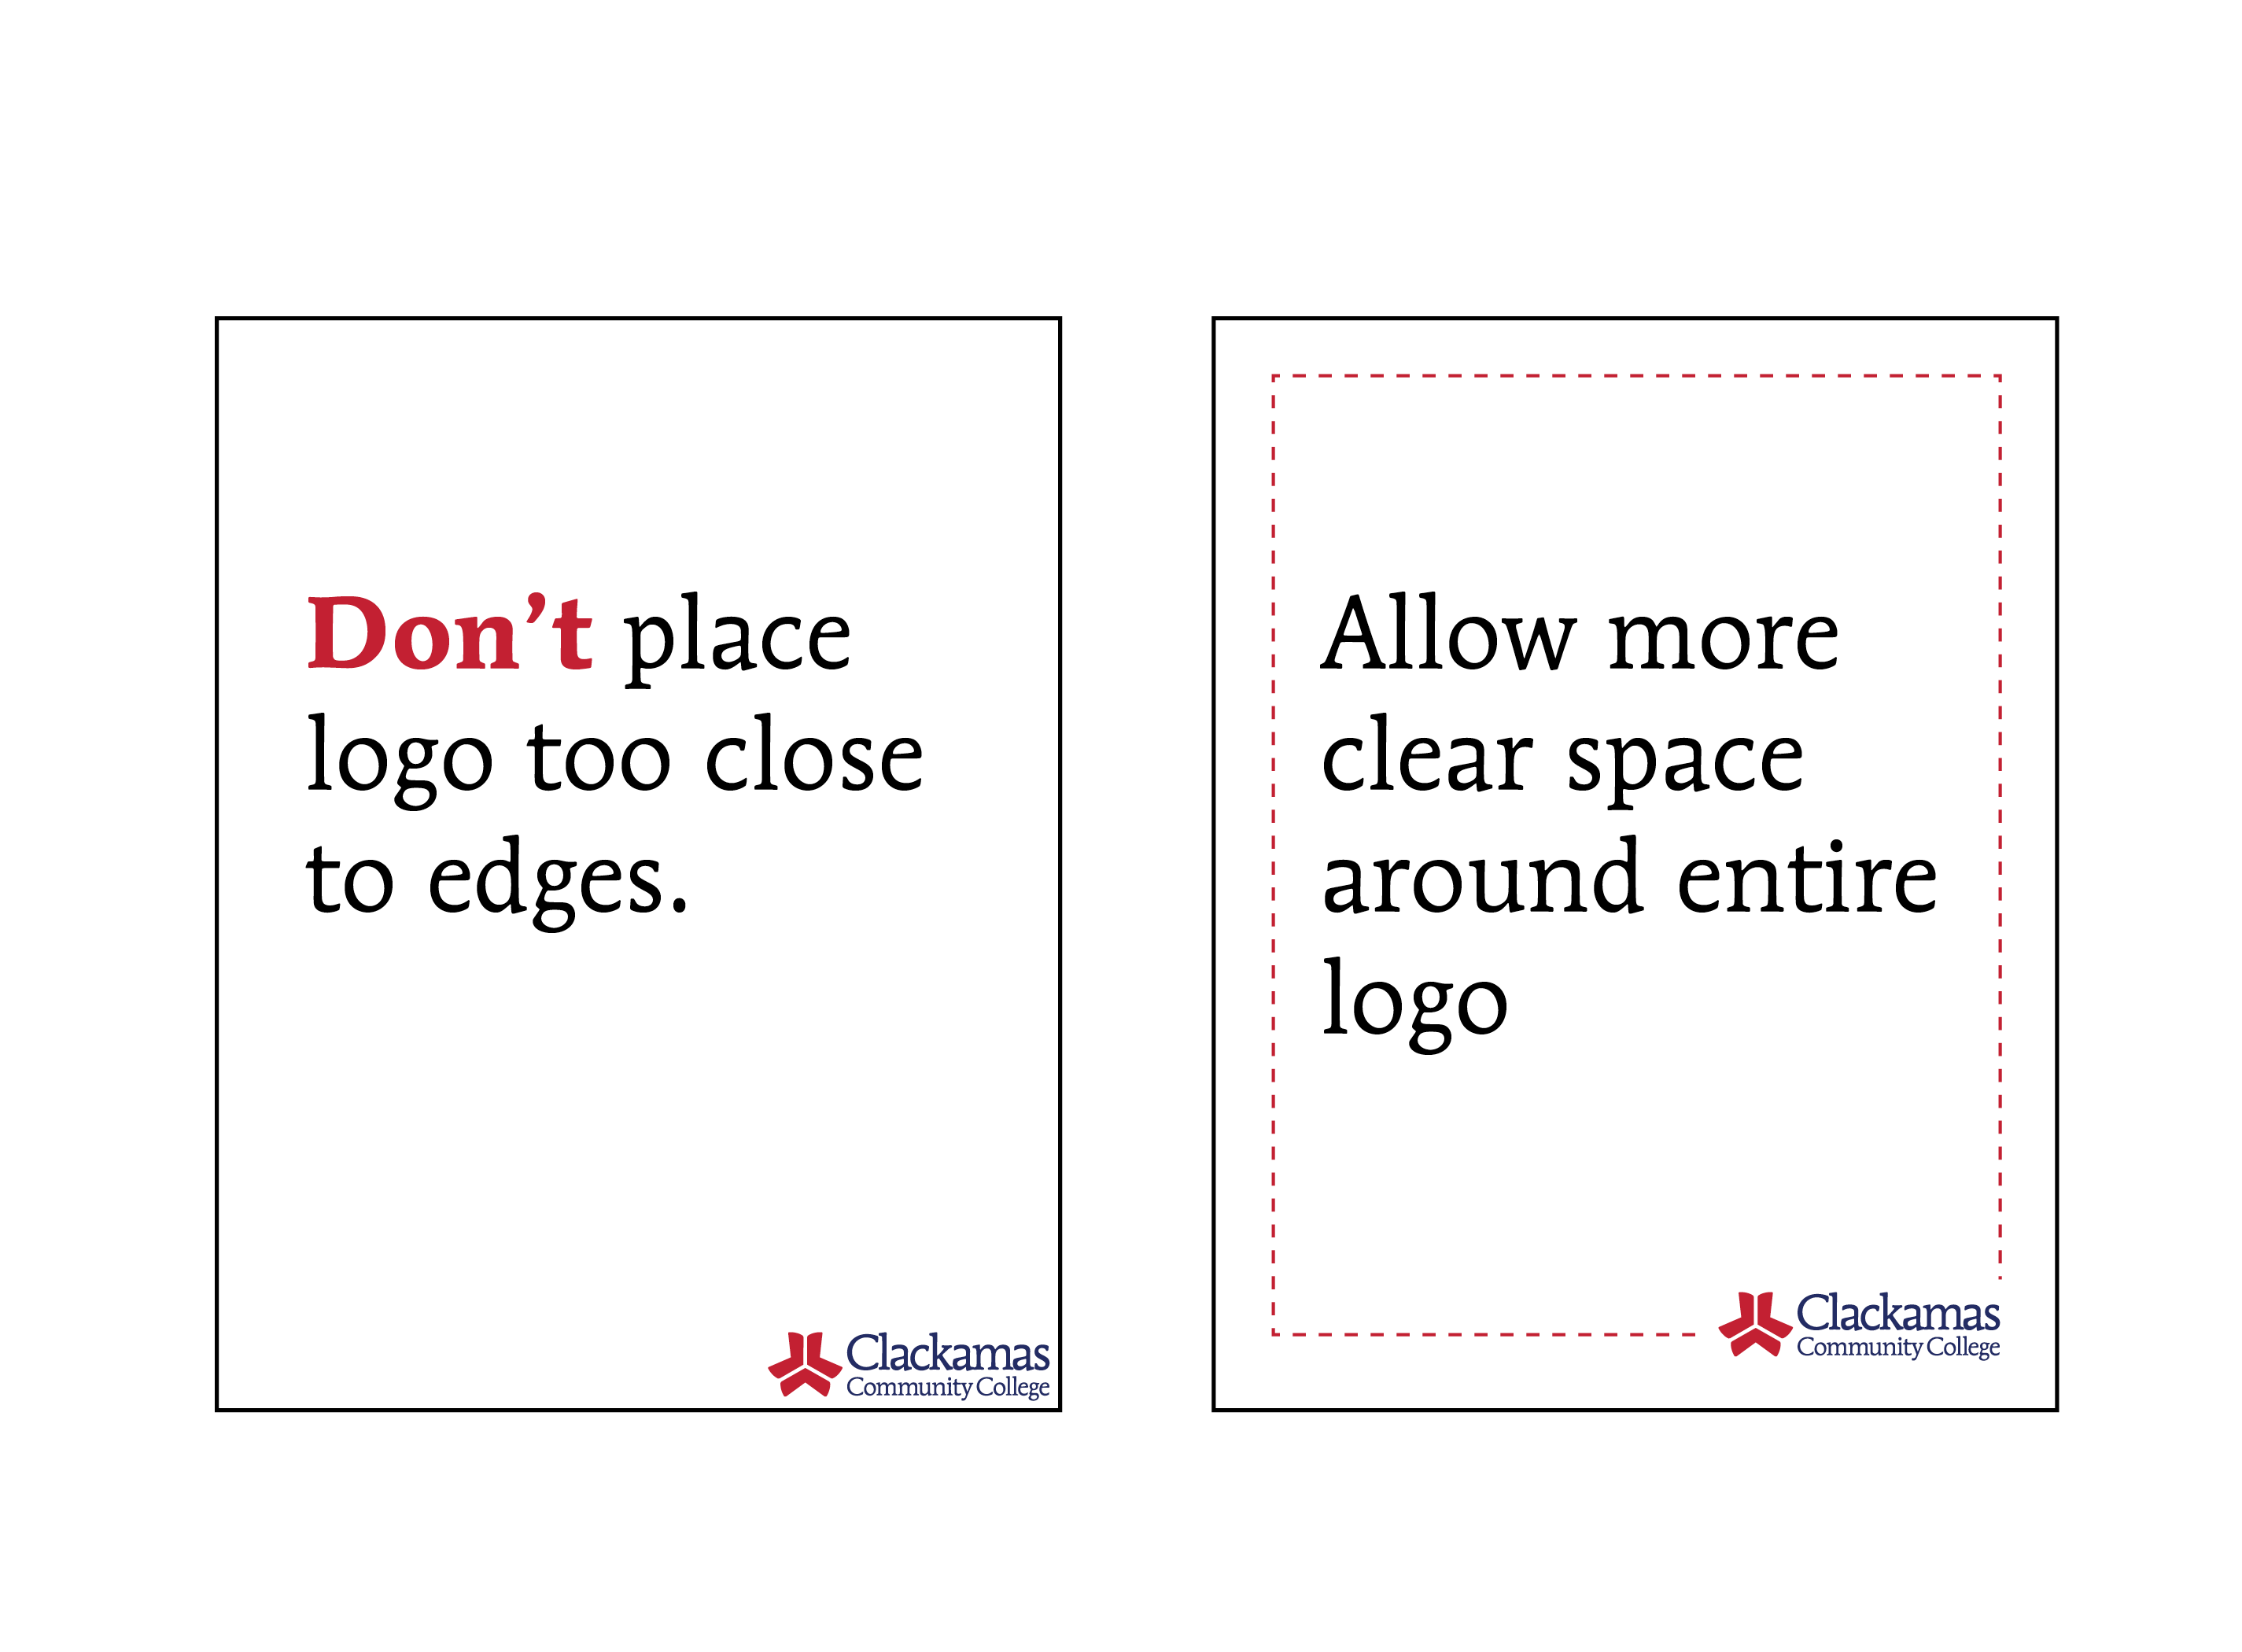 Don’t place
logo too close
to edges.
Clackamas
Community College
Allow more
clear space
around entire
logo
Clackamas
Community College